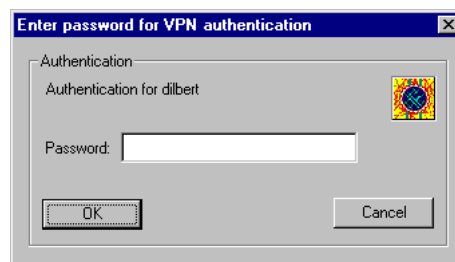 Enter password for VPN authentication
Authentication
Authentication for dilbert
Password:
OK
Cancel